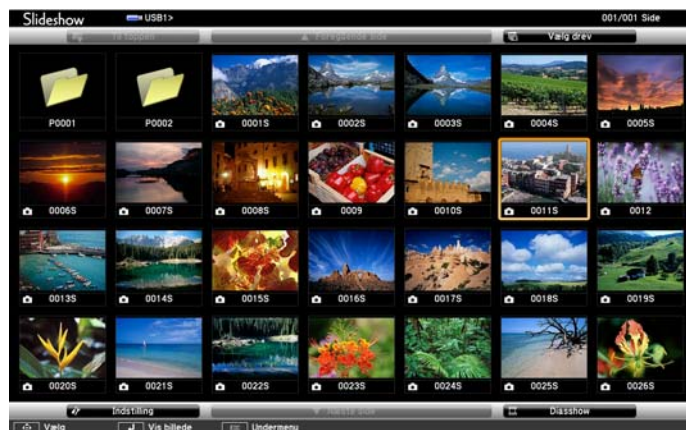 Slideshow USB1> 001/001 Side
Til toppen Foregående side Vælg drev
P0001 P0002 0001S 0002S 0003S 0004S 0005S
0006S 0007S 0008S 0009 0010S 0011S 0012
0013S 0014S 0015S 0016S 0017S 0018S 0019S
0020S 0021S 0022S 0023S 0024S 0025S 0026S
Indstilling Næste side Diasshow
Vælg Vis billede Esc Undermenu